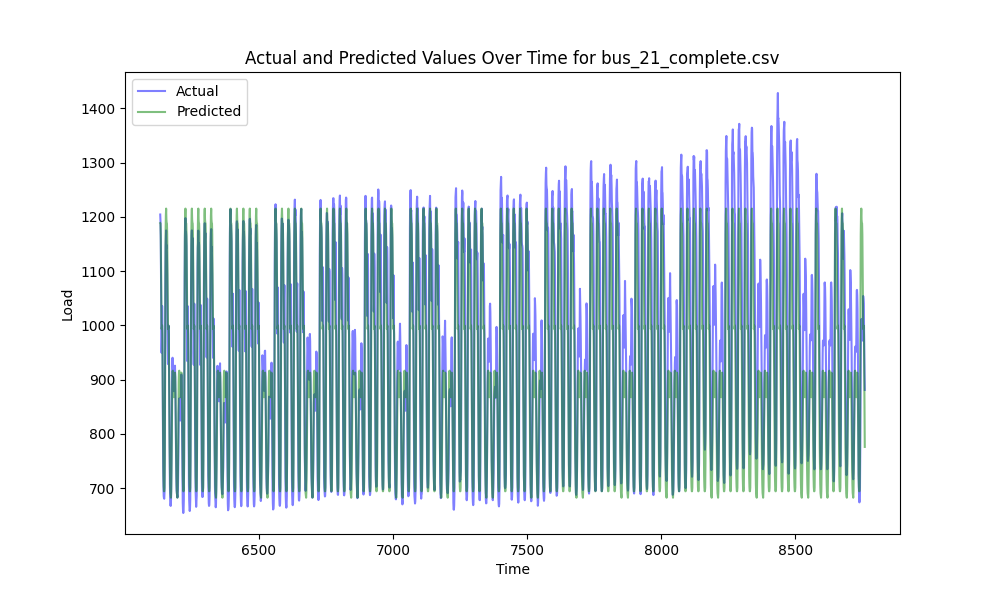 Actual and Predicted Values Over Time for bus_21_complete.csv
Actual
Predicted
1400
1300
1200
1100
1000
900
800
700
Load
6500 7000 7500 8000 8500
Time